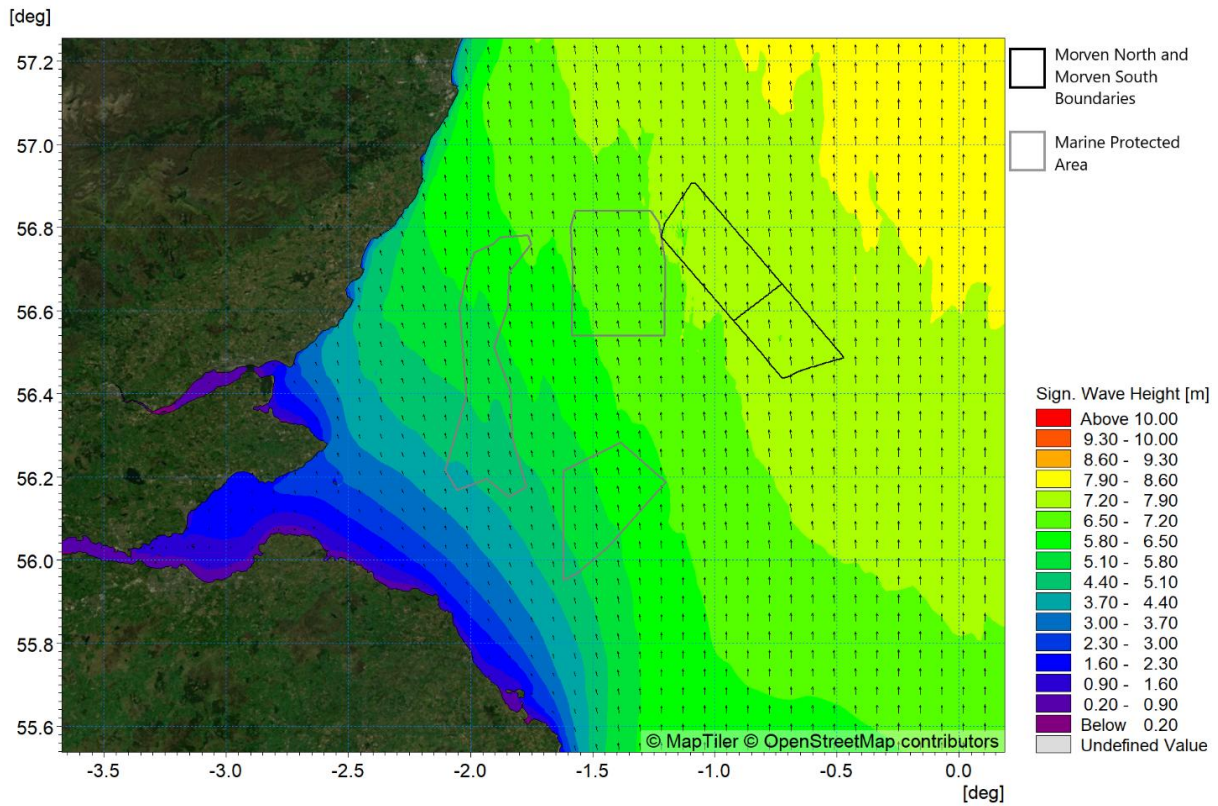 [deg]
57.2
57.0
56.8
56.6
56.4
56.2
56.0
55.8
55.6
-3.5
-3.0
-2.5
-2.0
-1.5
-1.0
-0.5
0.0
[deg]
© MapTiler © OpenStreetMap contributors
Morven North and
Morven South
Boundaries
Marine Protected
Area
Sign. Wave Height [m]
Above 10.00
9.30 - 10.00
8.60 - 9.30
7.90 - 8.60
7.20 - 7.90
6.50 - 7.20
5.80 - 6.50
5.10 - 5.80
4.40 - 5.10
3.70 - 4.40
3.00 - 3.70
2.30 - 3.00
1.60 - 2.30
0.90 - 1.60
0.20 - 0.90
Below 0.20
Undefined Value